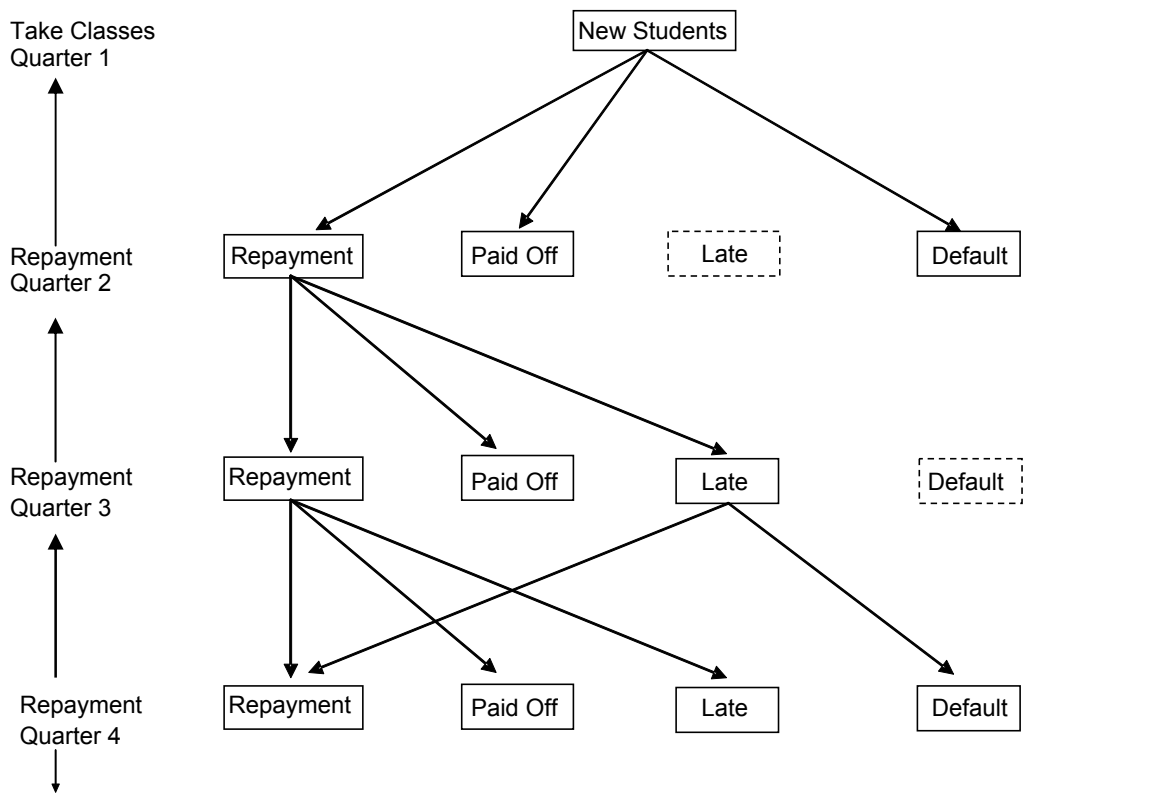 Take Classes
Quarter 1
New Students
Repayment
Quarter 2
Repayment
Paid Off
Late
Default
Repayment
Quarter 3
Repayment
Paid Off
Late
Default
Repayment
Quarter 4
Repayment
Paid Off
Late
Default